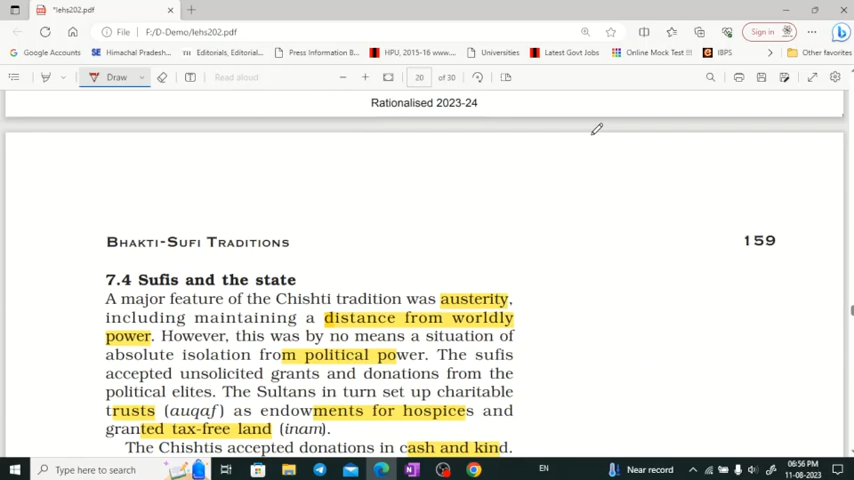 *lehs202.pdf
File F:/D-Demo/lehs202.pdf
Sign in
Google Accounts Himachal Pradesh... Editorials, Editorial... Press Information B... HPU, 2015-16 www.... Universities Latest Govt Jobs Online Mock Test !!! IBPS Other favorites
Draw Read aloud 20 of 30
Rationalised 2023-24
BHAKTI-SUFI TRADITIONS 159
7.4 Sufis and the state
A major feature of the Chishti tradition was austerity,
including maintaining a distance from worldly
power. However, this was by no means a situation of
absolute isolation from political power. The sufis
accepted unsolicited grants and donations from the
political elites. The Sultans in turn set up charitable
trusts (auqaf) as endowments for hospices and
granted tax-free land (inam).
The Chishtis accepted donations in cash and kind.
Type here to search
EN
Near record
06:56 PM
11-08-2023